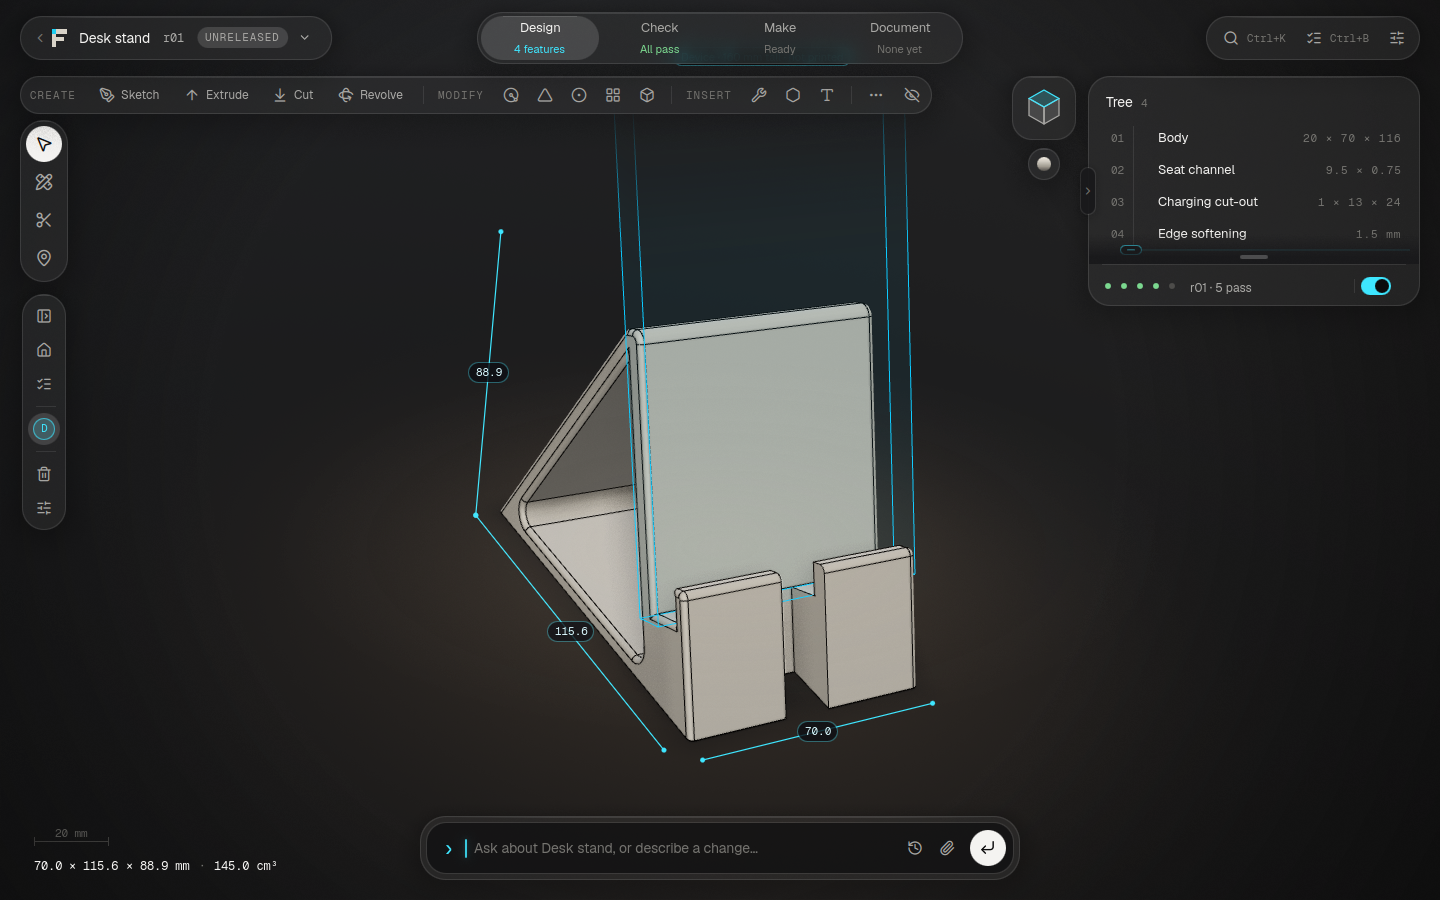 Desk stand r01 UNRELEASED
Design
4 features
Check
All pass
Make
Ready
Document
None yet
Ctrl+K Ctrl+B
CREATE Sketch Extrude Cut Revolve MODIFY INSERT
Tree 4
01 Body 20 × 70 × 116
02 Seat channel 9.5 × 0.75
03 Charging cut-out 1 × 13 × 24
04 Edge softening 1.5 mm
r01 · 5 pass
D
88.9
115.6
70.0
20 mm
70.0 × 115.6 × 88.9 mm · 145.0 cm³
Ask about Desk stand, or describe a change...